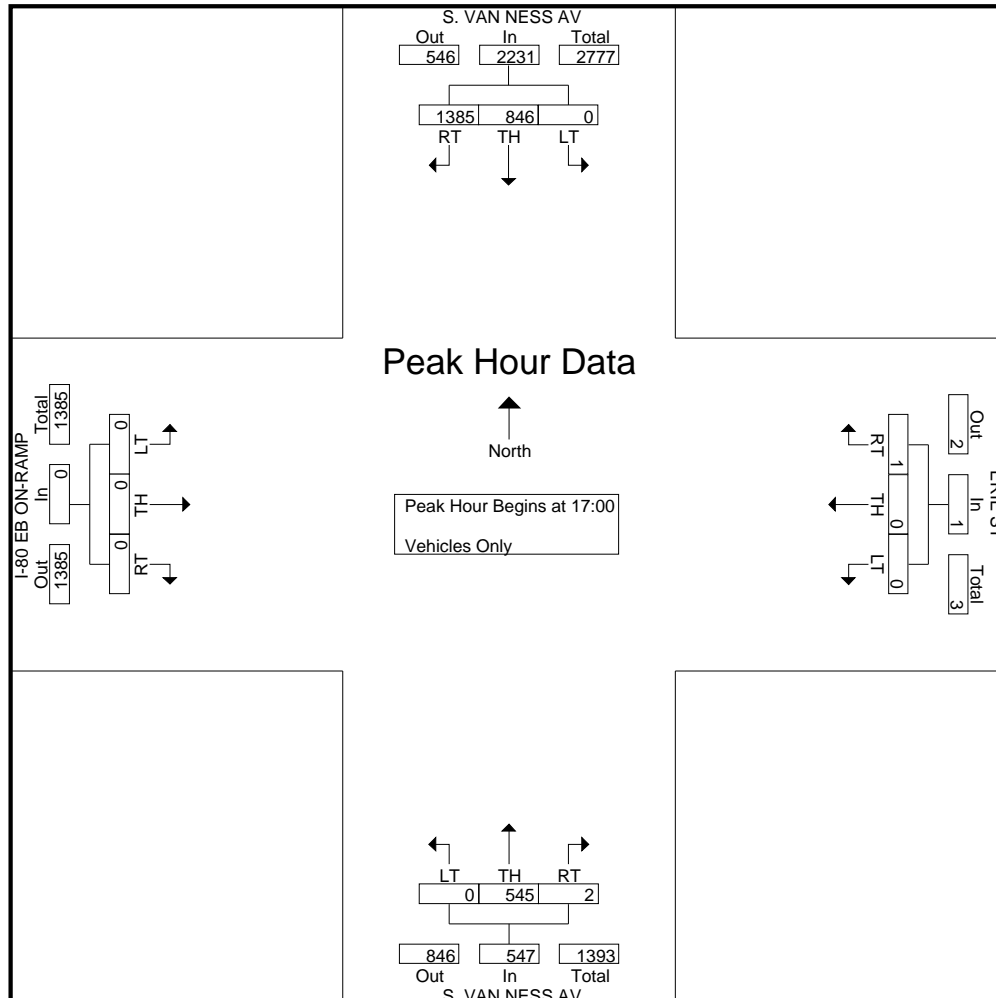 S. VAN NESS AV
Out In Total
546 2231 2777
1385 846 0
RT TH LT
Peak Hour Data
North
Peak Hour Begins at 17:00
Vehicles Only
I-80 EB ON-RAMP
Out In Total
1385 0 1385
0 0 0
RT TH LT
Out In Total
2 1 3
1 0 0
RT TH LT
LT TH RT
0 545 2
846 547 1393
Out In Total
S. VAN NESS AV